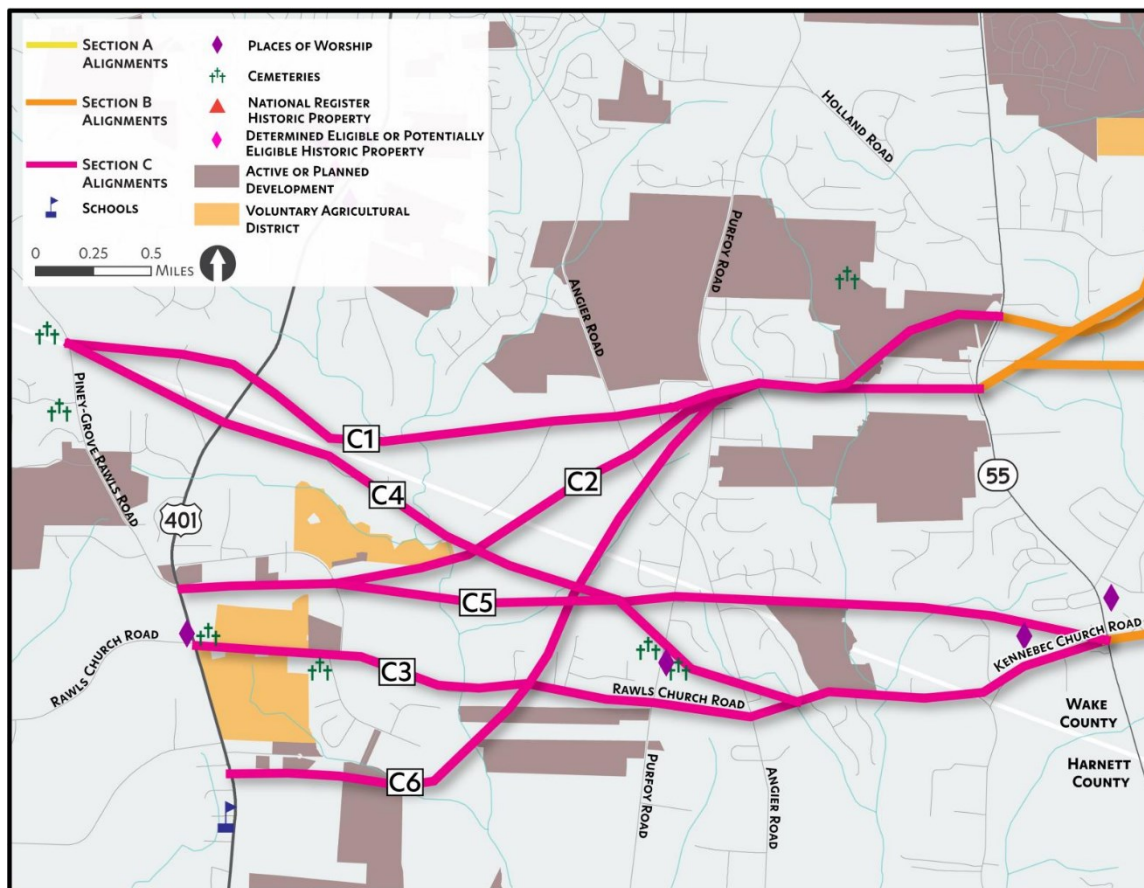 SECTION A
ALIGNMENTS
SECTION B
ALIGNMENTS
SECTION C
ALIGNMENTS
SCHOOLS
0 0.25 0.5
MILES
PLACES OF WORSHIP
CEMETERIES
NATIONAL REGISTER
HISTORIC PROPERTY
DETERMINED ELIGIBLE OR POTENTIALLY
ELIGIBLE HISTORIC PROPERTY
ACTIVE OR PLANNED
DEVELOPMENT
VOLUNTARY AGRICULTURAL
DISTRICT
HOLLAND ROAD
PURFOY ROAD
ANGIER ROAD
PINEY-GROVE RAWLS ROAD
C1
C2
C4
55
401
C5
KENNEBEC CHURCH ROAD
RAWLS CHURCH ROAD
C3
RAWLS CHURCH ROAD
WAKE
COUNTY
HARNETT
COUNTY
C6
PURFOY ROAD
ANGIER ROAD